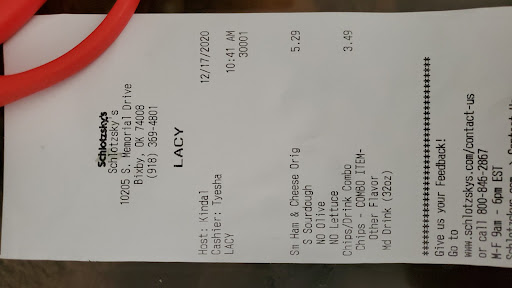 Schlotzsky's
Schlotzsky's
10205 S. Memorial Drive
Bixby, OK 74008
(918) 369-4801
LACY
Host: Kindal 12/17/2020
Cashier: Tyesha 10:41 AM
LACY 30001
Sm Ham & Cheese Orig 5.29
S Sourdough
NO Olive
NO Lettuce
Chips/Drink Combo 3.49
Chips - COMBO ITEM-
Other Flavor
Md Drink (32oz)
Give us your Feedback!
Go to
www.schlotzskys.com/contact-us
or call 800-846-2867
M-F 9am - 6pm EST